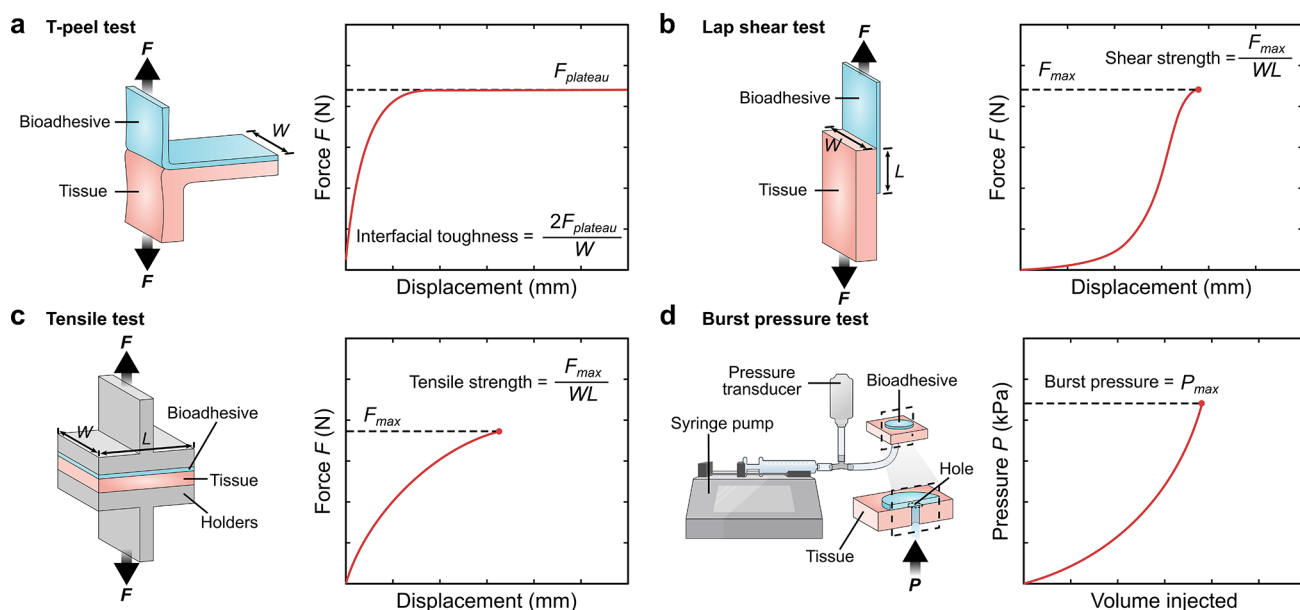 a T-peel test
F
Bioadhesive
W
Tissue
F
Force F (N)
F_plateau
Interfacial toughness = 2F_plateau / W
Displacement (mm)
b Lap shear test
F
Bioadhesive
W
L
Tissue
F
Force F (N)
Shear strength = F_max / WL
F_max
Displacement (mm)
c Tensile test
F
Bioadhesive
W
L
Tissue
Holders
F
Force F (N)
Tensile strength = F_max / WL
F_max
Displacement (mm)
d Burst pressure test
Pressure
transducer
Bioadhesive
Syringe pump
Hole
Tissue
P
Pressure P (kPa)
Burst pressure = P_max
Volume injected